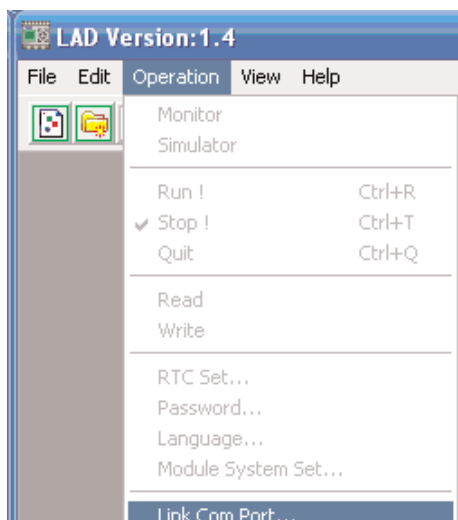 LAD Version:1.4
File Edit Operation View Help
Monitor
Simulator
Run ! Ctrl+R
Stop ! Ctrl+T
Quit Ctrl+Q
Read
Write
RTC Set...
Password...
Language...
Module System Set...
Link Com Port...